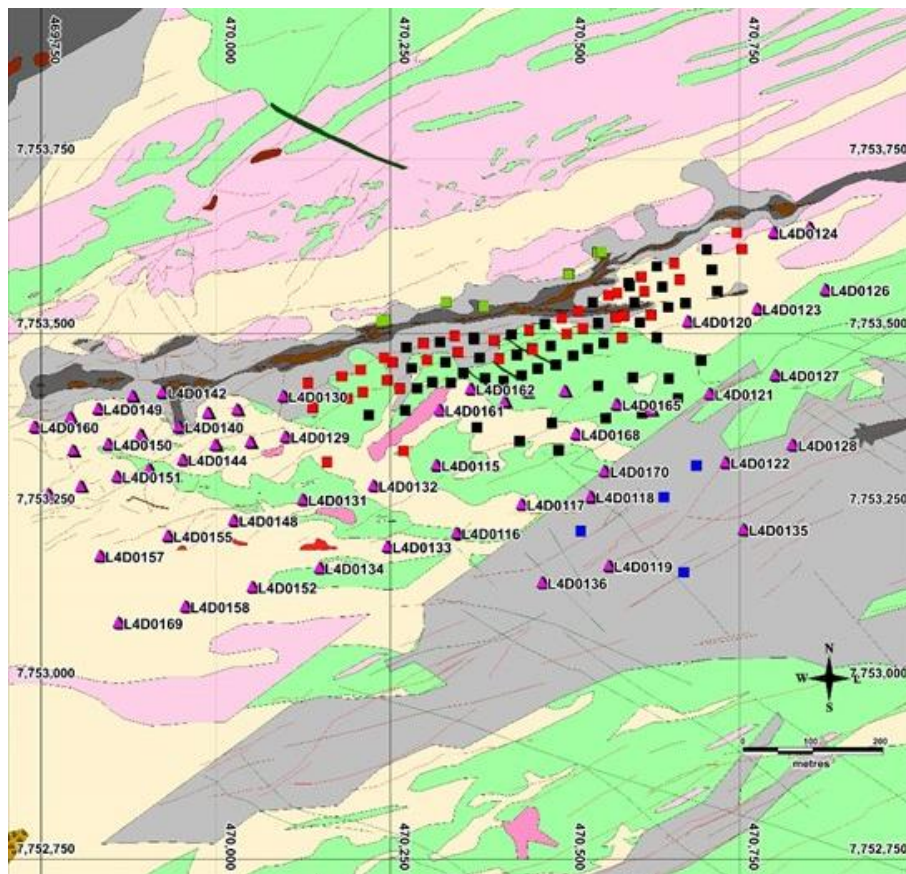 469,750
470,000
470,250
470,500
470,750
7,753,750
7,753,750
L4D0124
L4D0126
L4D0123
7,753,500
7,753,500
L4D0120
L4D0127
L4D0142
L4D0162
L4D0130
L4D0121
L4D0149
L4D0161
L4D0165
L4D0160
L4D0140
L4D0129
L4D0168
L4D0150
L4D0128
L4D0144
L4D0115
L4D0122
L4D0151
L4D0170
L4D0132
7,753,250
L4D0131
L4D0117
L4D0118
7,753,250
L4D0148
L4D0155
L4D0116
L4D0135
L4D0133
L4D0157
L4D0134
L4D0119
L4D0152
L4D0136
L4D0158
L4D0169
N
7,753,000
W
E
7,753,000
S
0
100
200
metres
7,752,750
470,000
470,250
470,500
470,750
7,752,750